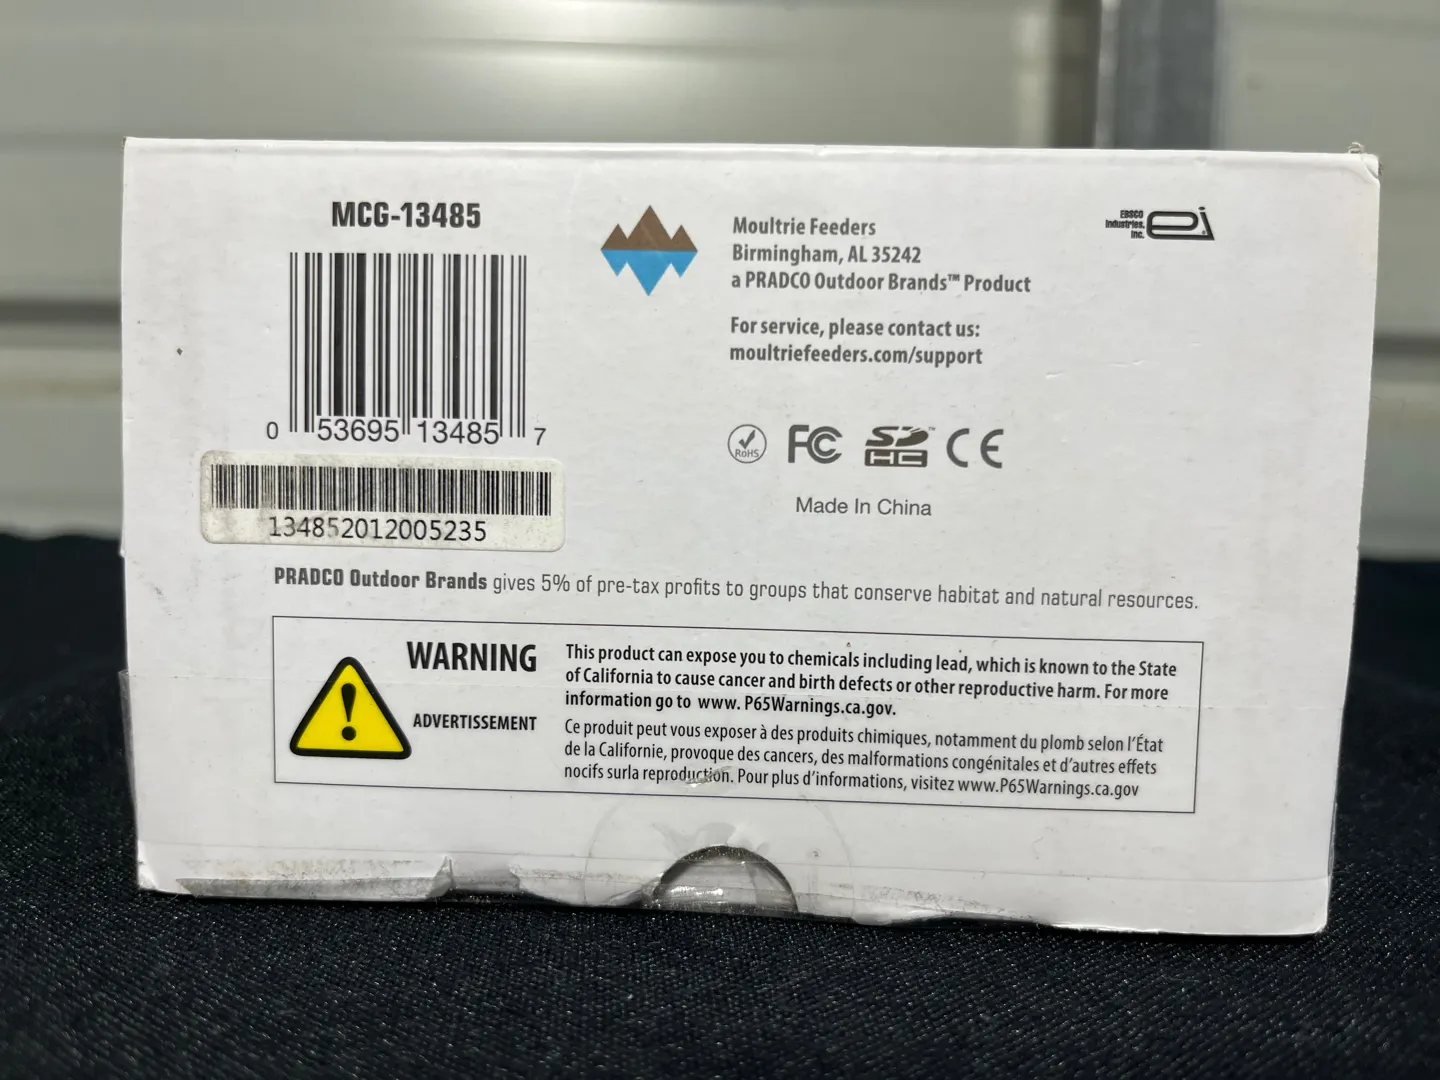 MCG-13485
0 53695 13485 7
134852012005235
Moultrie Feeders
Birmingham, AL 35242
a PRADCO Outdoor Brands™ Product
For service, please contact us:
moultriefeeders.com/support
EBSCO
Industries,
Inc.
ei
RoHS
FC
SD™
HC
CE
Made In China
PRADCO Outdoor Brands gives 5% of pre-tax profits to groups that conserve habitat and natural resources.
WARNING
This product can expose you to chemicals including lead, which is known to the State
of California to cause cancer and birth defects or other reproductive harm. For more
information go to www. P65Warnings.ca.gov.
ADVERTISSEMENT
Ce produit peut vous exposer à des produits chimiques, notamment du plomb selon l'État
de la Californie, provoque des cancers, des malformations congénitales et d'autres effets
nocifs surla reproduction. Pour plus d'informations, visitez www.P65Warnings.ca.gov